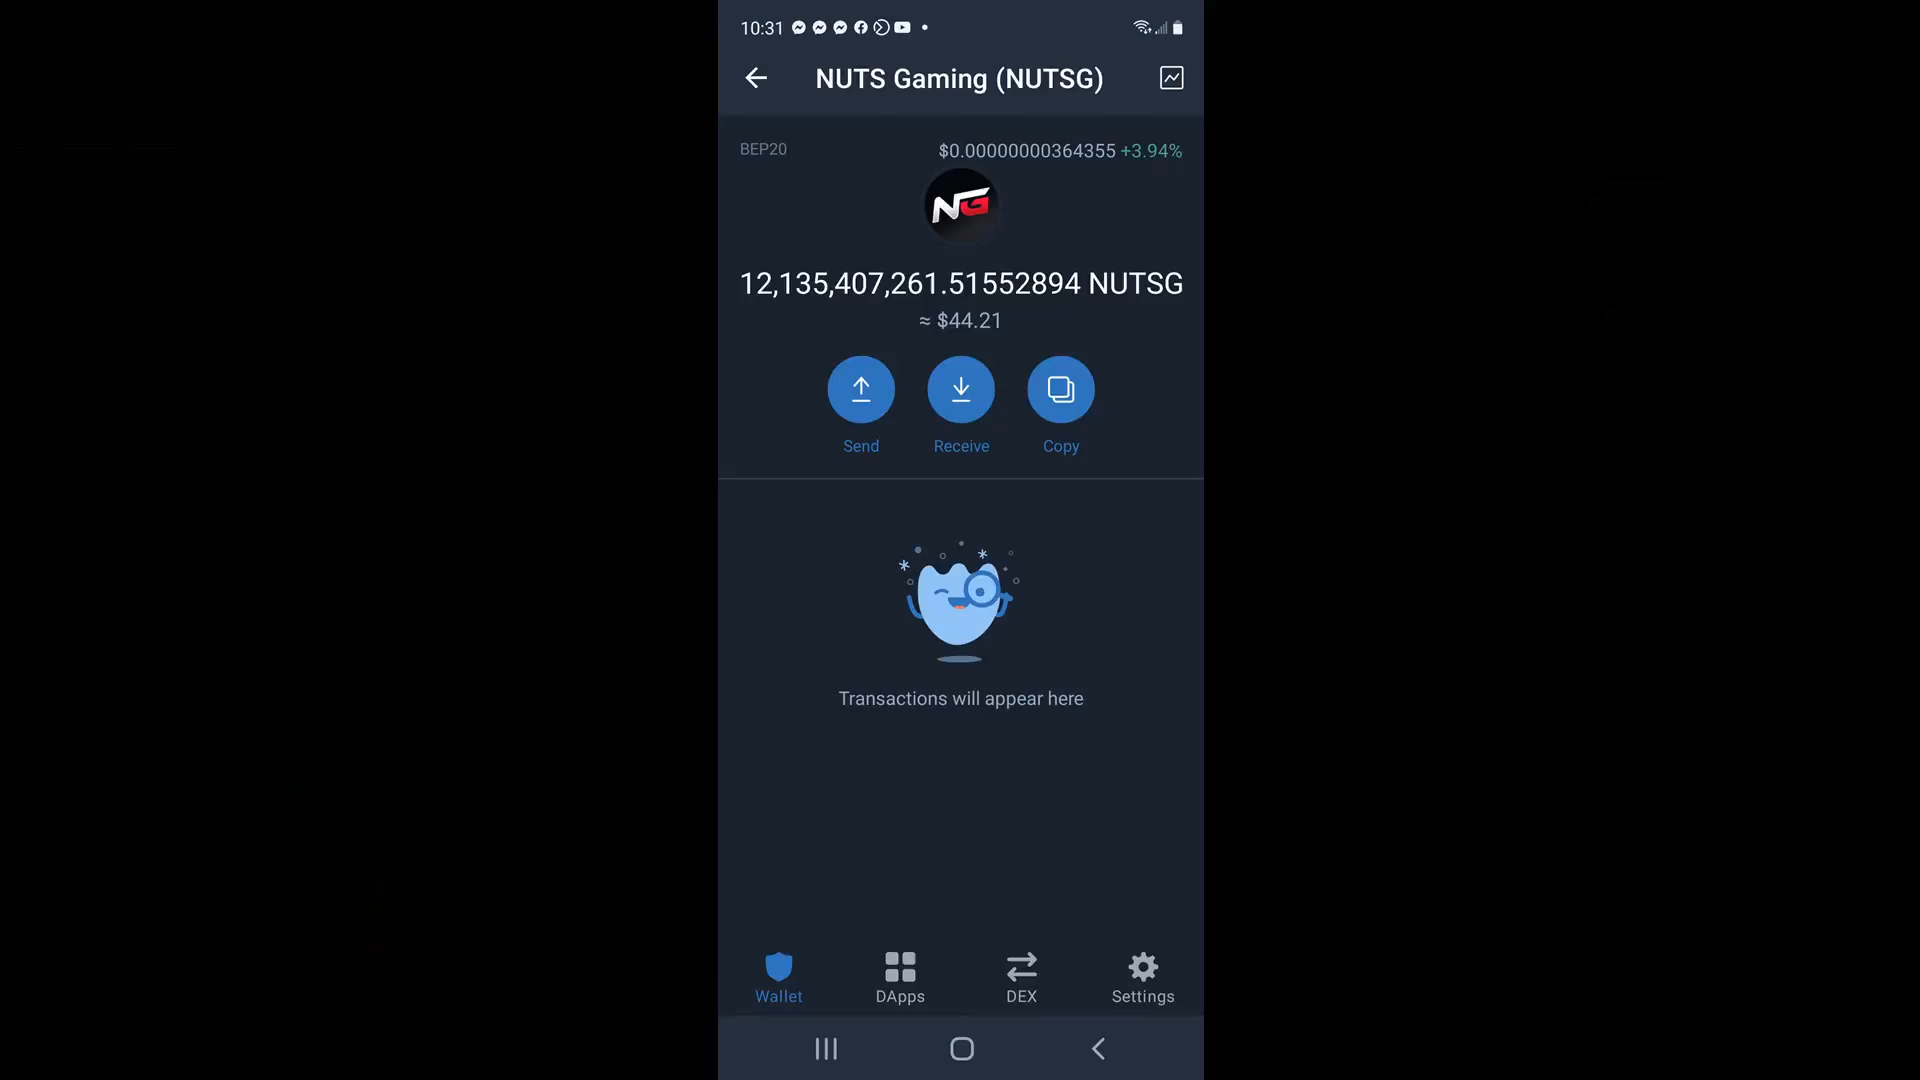 10:31
NUTS Gaming (NUTSG)
BEP20 $0.00000000364355 +3.94%
NG
12,135,407,261.51552894 NUTSG
≈ $44.21
Send Receive Copy
Transactions will appear here
Wallet DApps DEX Settings